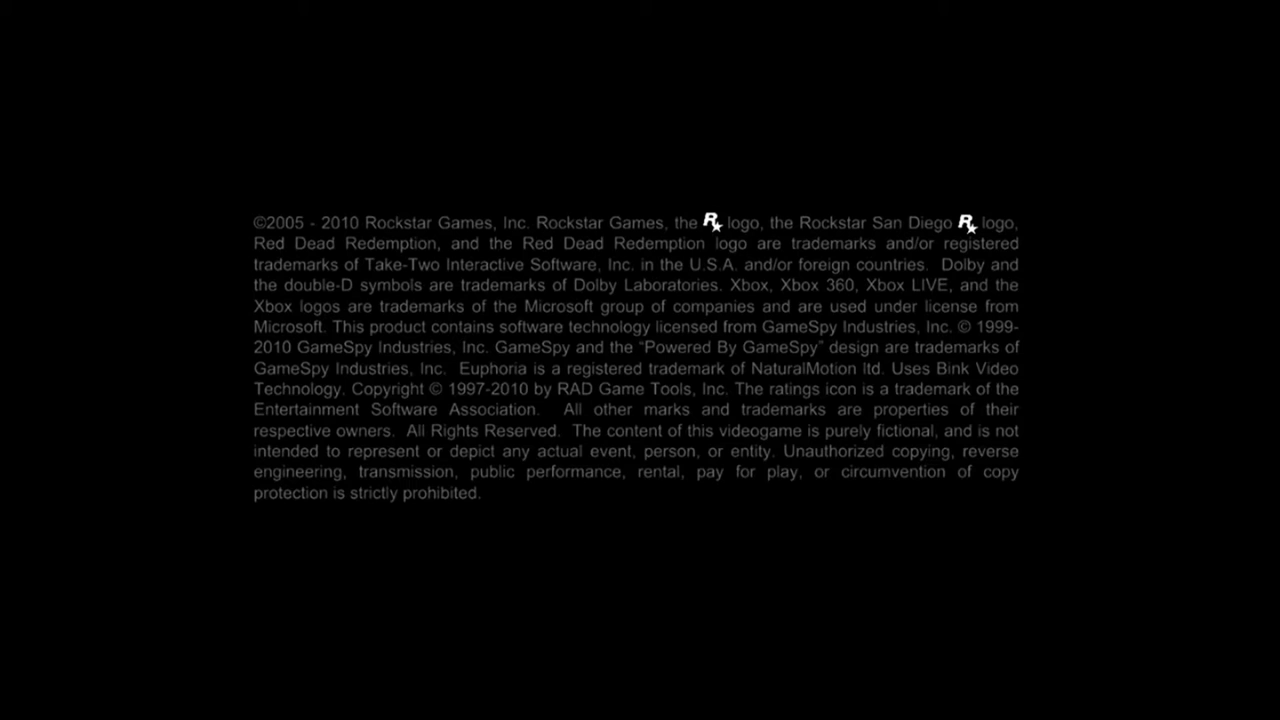 ©2005 - 2010 Rockstar Games, Inc. Rockstar Games, the R★ logo, the Rockstar San Diego R★ logo,
Red Dead Redemption, and the Red Dead Redemption logo are trademarks and/or registered
trademarks of Take-Two Interactive Software, Inc. in the U.S.A. and/or foreign countries. Dolby and
the double-D symbols are trademarks of Dolby Laboratories. Xbox, Xbox 360, Xbox LIVE, and the
Xbox logos are trademarks of the Microsoft group of companies and are used under license from
Microsoft. This product contains software technology licensed from GameSpy Industries, Inc. © 1999-
2010 GameSpy Industries, Inc. GameSpy and the “Powered By GameSpy” design are trademarks of
GameSpy Industries, Inc. Euphoria is a registered trademark of NaturalMotion ltd. Uses Bink Video
Technology. Copyright © 1997-2010 by RAD Game Tools, Inc. The ratings icon is a trademark of the
Entertainment Software Association. All other marks and trademarks are properties of their
respective owners. All Rights Reserved. The content of this videogame is purely fictional, and is not
intended to represent or depict any actual event, person, or entity. Unauthorized copying, reverse
engineering, transmission, public performance, rental, pay for play, or circumvention of copy
protection is strictly prohibited.